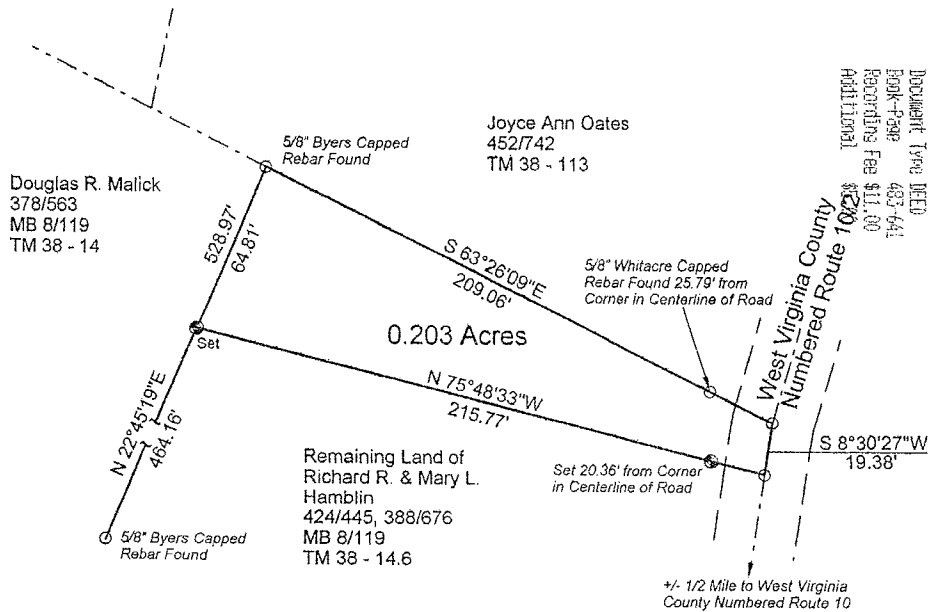 Document Type DEED
Book-Page 483-641
Recording Fee $11.00
Additional
5/8" Byers Capped
Rebar Found
Joyce Ann Oates
452/742
TM 38 - 113
Douglas R. Malick
378/563
MB 8/119
TM 38 - 14
528.97'
64.81'
S 63°26'09"E
209.06'
5/8" Whitacre Capped
Rebar Found 25.79' from
Corner in Centerline of Road
West Virginia County
Numbered Route 10/2
0.203 Acres
Set
N 75°48'33"W
215.77'
S 8°30'27"W
19.38'
N 22°45'19"E
464.16'
Remaining Land of
Richard R. & Mary L.
Hamblin
424/445, 388/676
MB 8/119
TM 38 - 14.6
Set 20.36' from Corner
in Centerline of Road
5/8" Byers Capped
Rebar Found
+/- 1/2 Mile to West Virginia
County Numbered Route 10